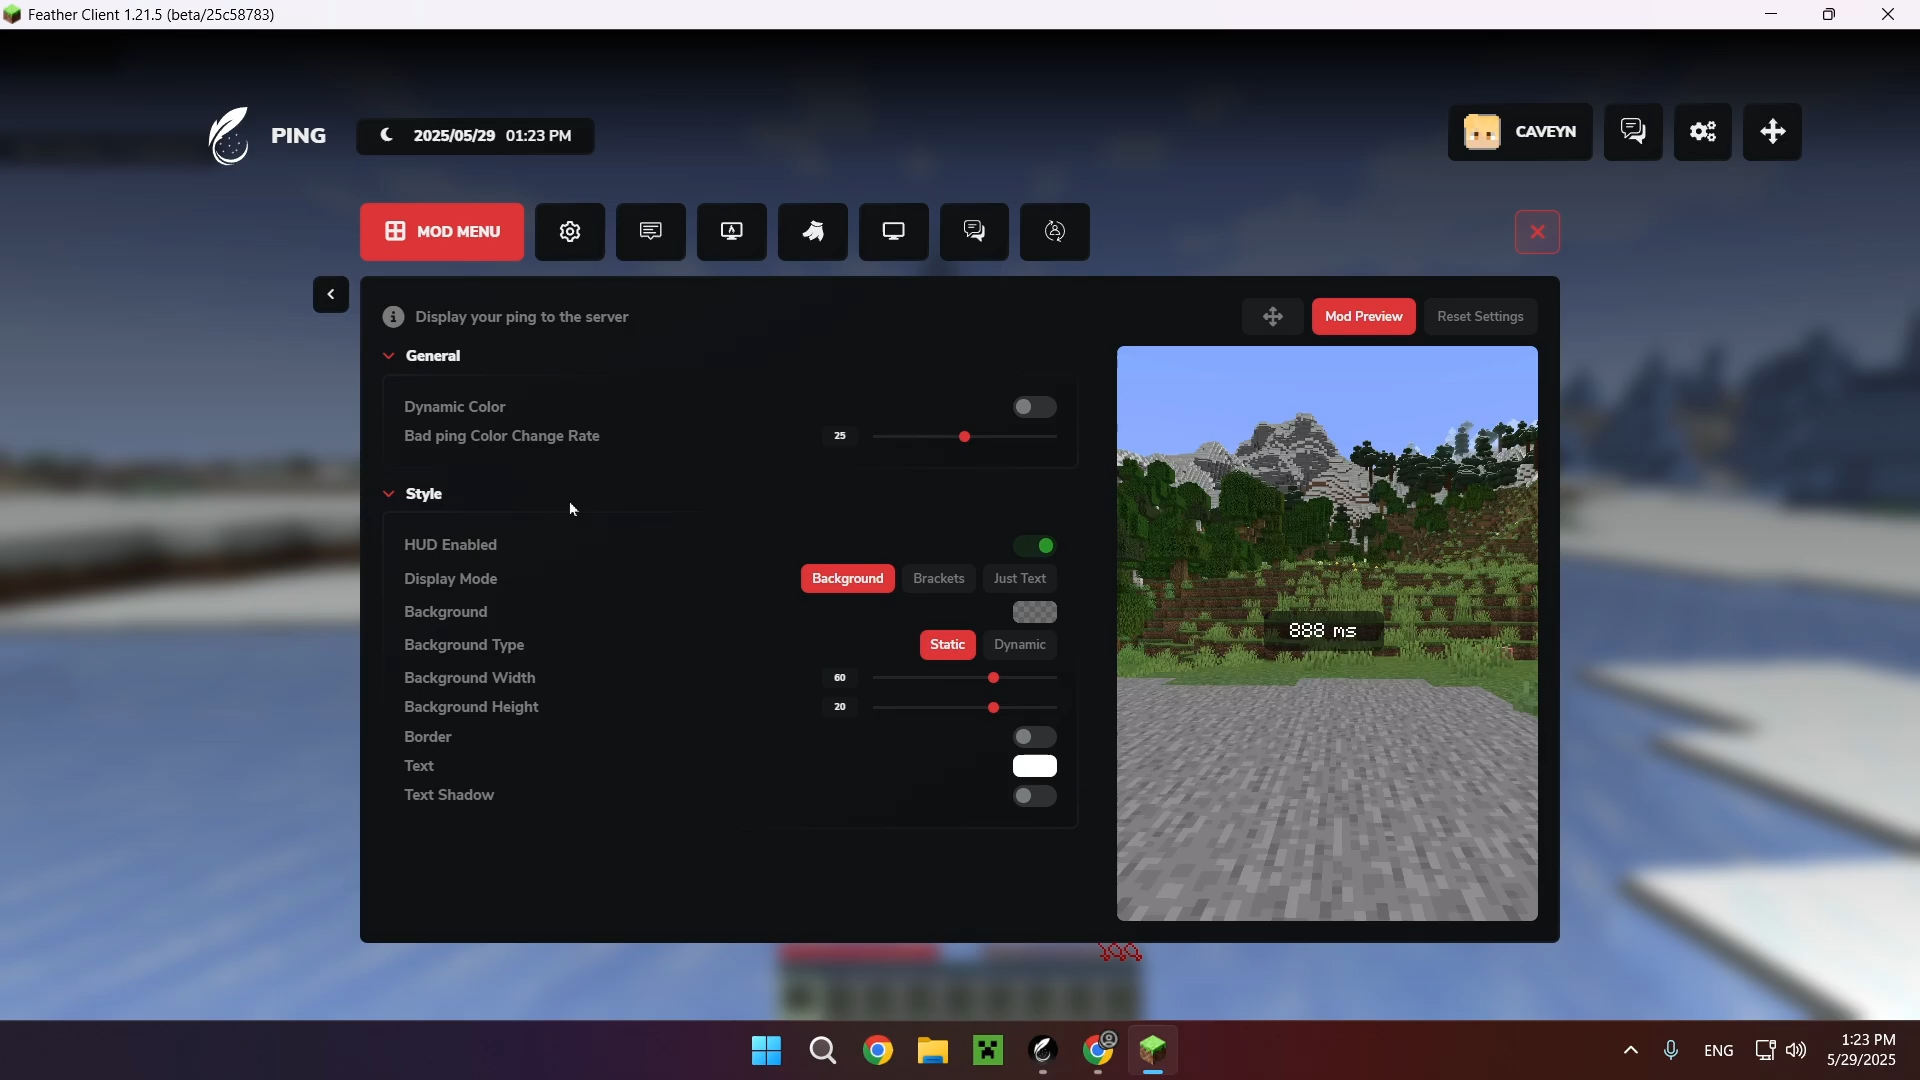 Feather Client 1.21.5 (beta/25c58783)
PING
2025/05/29 01:23 PM
CAVEYN
MOD MENU
Display your ping to the server
Mod Preview
Reset Settings
General
Dynamic Color
Bad ping Color Change Rate
25
Style
HUD Enabled
Display Mode
Background
Brackets
Just Text
Background
Background Type
Static
Dynamic
Background Width
60
Background Height
20
Border
Text
Text Shadow
888 ms
ENG
1:23 PM
5/29/2025